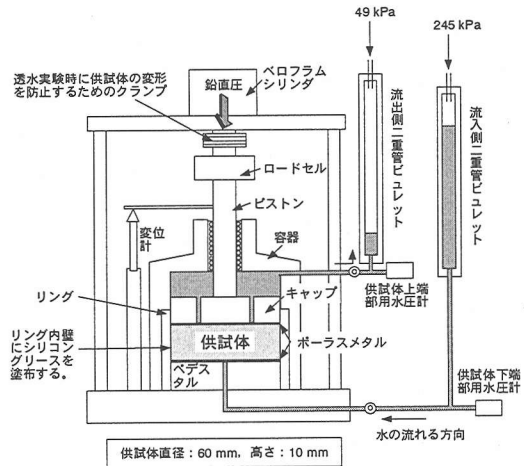 49 kPa
245 kPa
鉛直圧
ベロフラム
シリンダ
透水実験時に供試体の変形
を防止するためのクランプ
流出側二重管ビュレット
流入側二重管ビュレット
ロードセル
ピストン
変位
計
容器
リング
キャップ
供試体上端
部用水圧計
リング内壁
にシリコン
グリースを
塗布する。
供試体
ポーラスメタル
ペデス
タル
供試体下端
部用水圧計
水の流れる方向
供試体直径：60 mm，高さ：10 mm